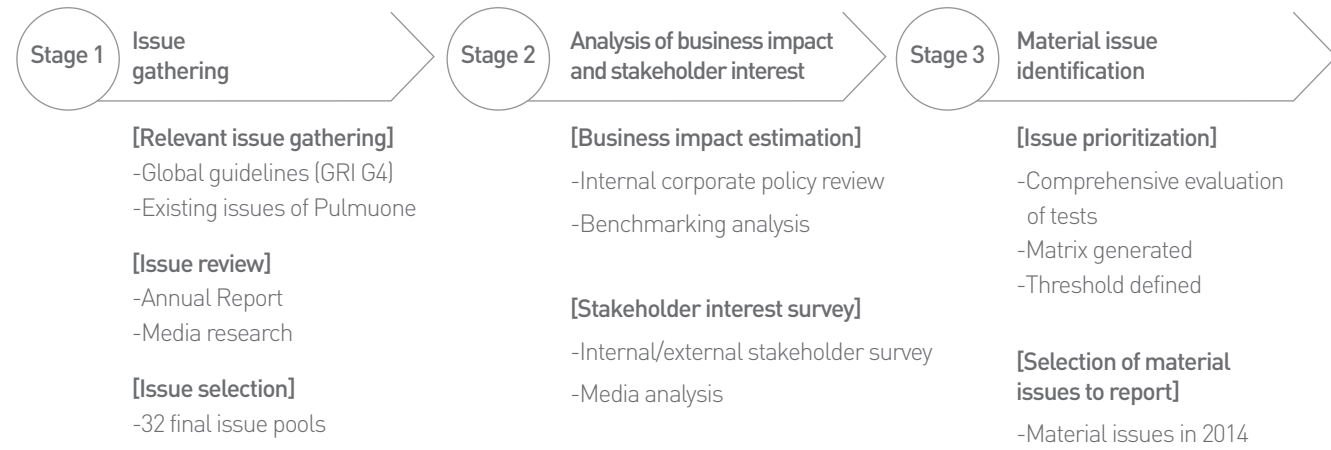 Stage 1
Issue
gathering
[Relevant issue gathering]
-Global guidelines (GRI G4)
-Existing issues of Pulmuone
[Issue review]
-Annual Report
-Media research
[Issue selection]
-32 final issue pools
Stage 2
Analysis of business impact
and stakeholder interest
[Business impact estimation]
-Internal corporate policy review
-Benchmarking analysis
[Stakeholder interest survey]
-Internal/external stakeholder survey
-Media analysis
Stage 3
Material issue
identification
[Issue prioritization]
-Comprehensive evaluation
of tests
-Matrix generated
-Threshold defined
[Selection of material
issues to report]
-Material issues in 2014